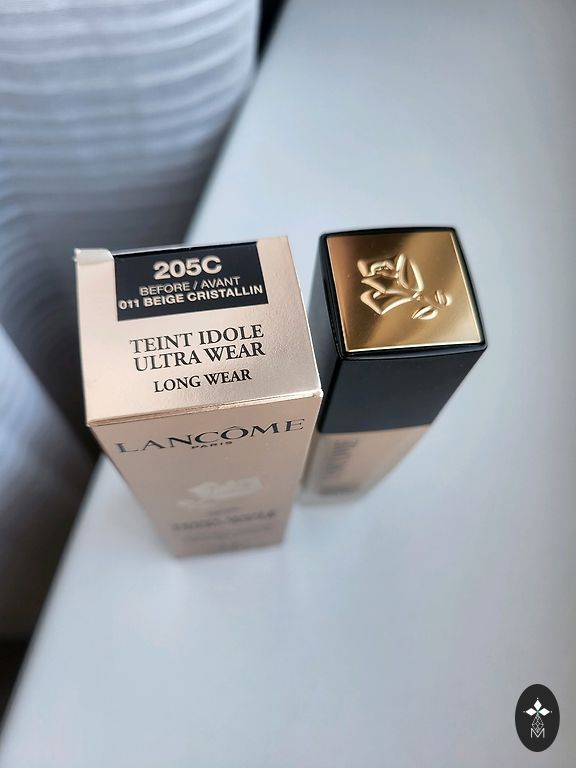 205C
BEFORE / AVANT
011 BEIGE CRISTALLIN
TEINT IDOLE
ULTRA WEAR
LONG WEAR
LANCÔME
PARIS
M